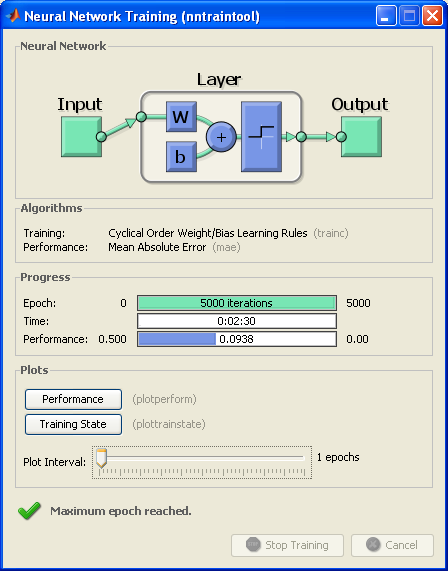 Neural Network Training (nntraintool)
Neural Network
Layer
Input
Output
W
b
+
Algorithms
Training: Cyclical Order Weight/Bias Learning Rules (trainc)
Performance: Mean Absolute Error (mae)
Progress
Epoch: 0 5000 iterations 5000
Time: 0:02:30
Performance: 0.500 0.0938 0.00
Plots
Performance (plotperform)
Training State (plottrainstate)
Plot Interval: 1 epochs
Maximum epoch reached.
Stop Training Cancel